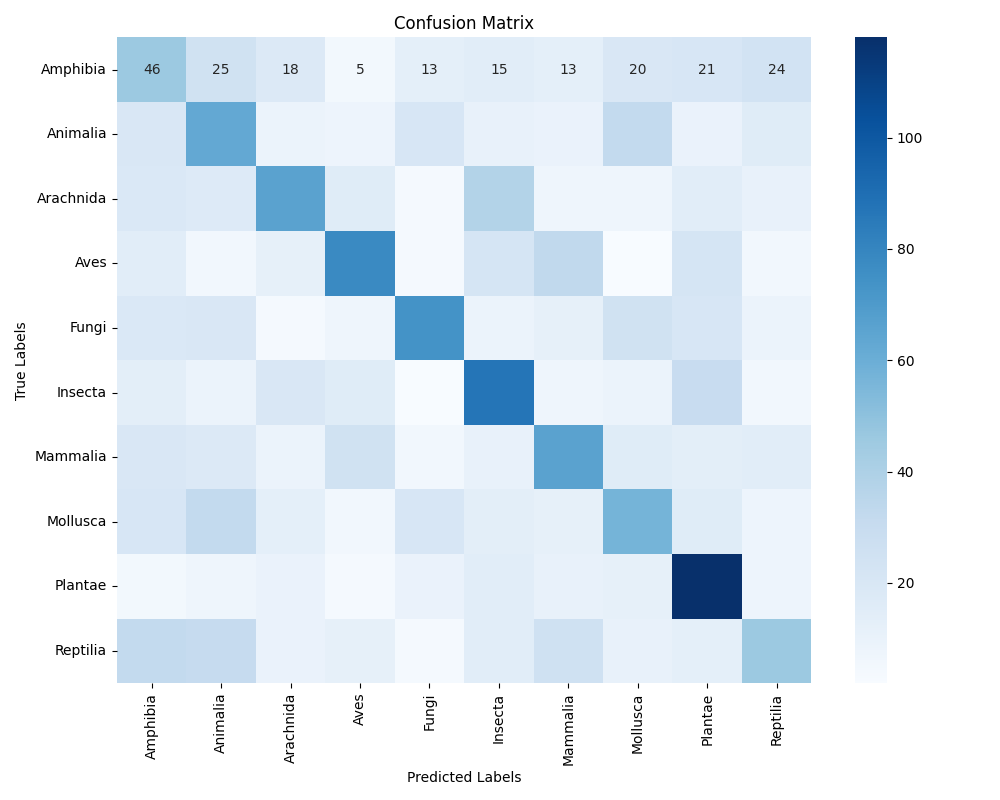 Confusion Matrix
True Labels
Amphibia 46 25 18 5 13 15 13 20 21 24
Animalia
Arachnida
Aves
Fungi
Insecta
Mammalia
Mollusca
Plantae
Reptilia
Amphibia Animalia Arachnida Aves Fungi Insecta Mammalia Mollusca Plantae Reptilia
Predicted Labels
100
80
60
40
20